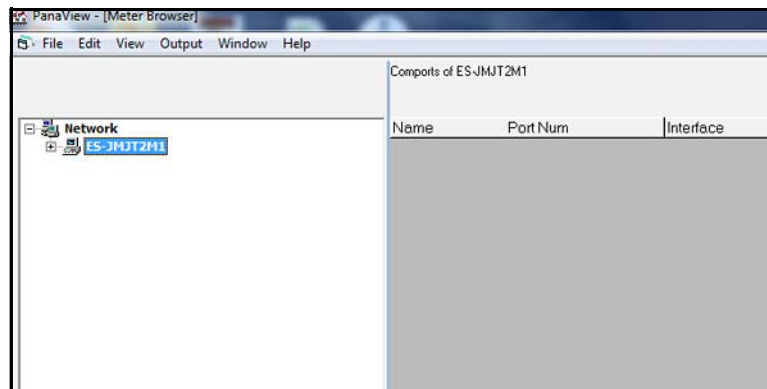 PanaView - [Meter Browser]
File Edit View Output Window Help
Comports of ES-JMJT2M1
Network
ES-JMJT2M1
Name Port Num Interface